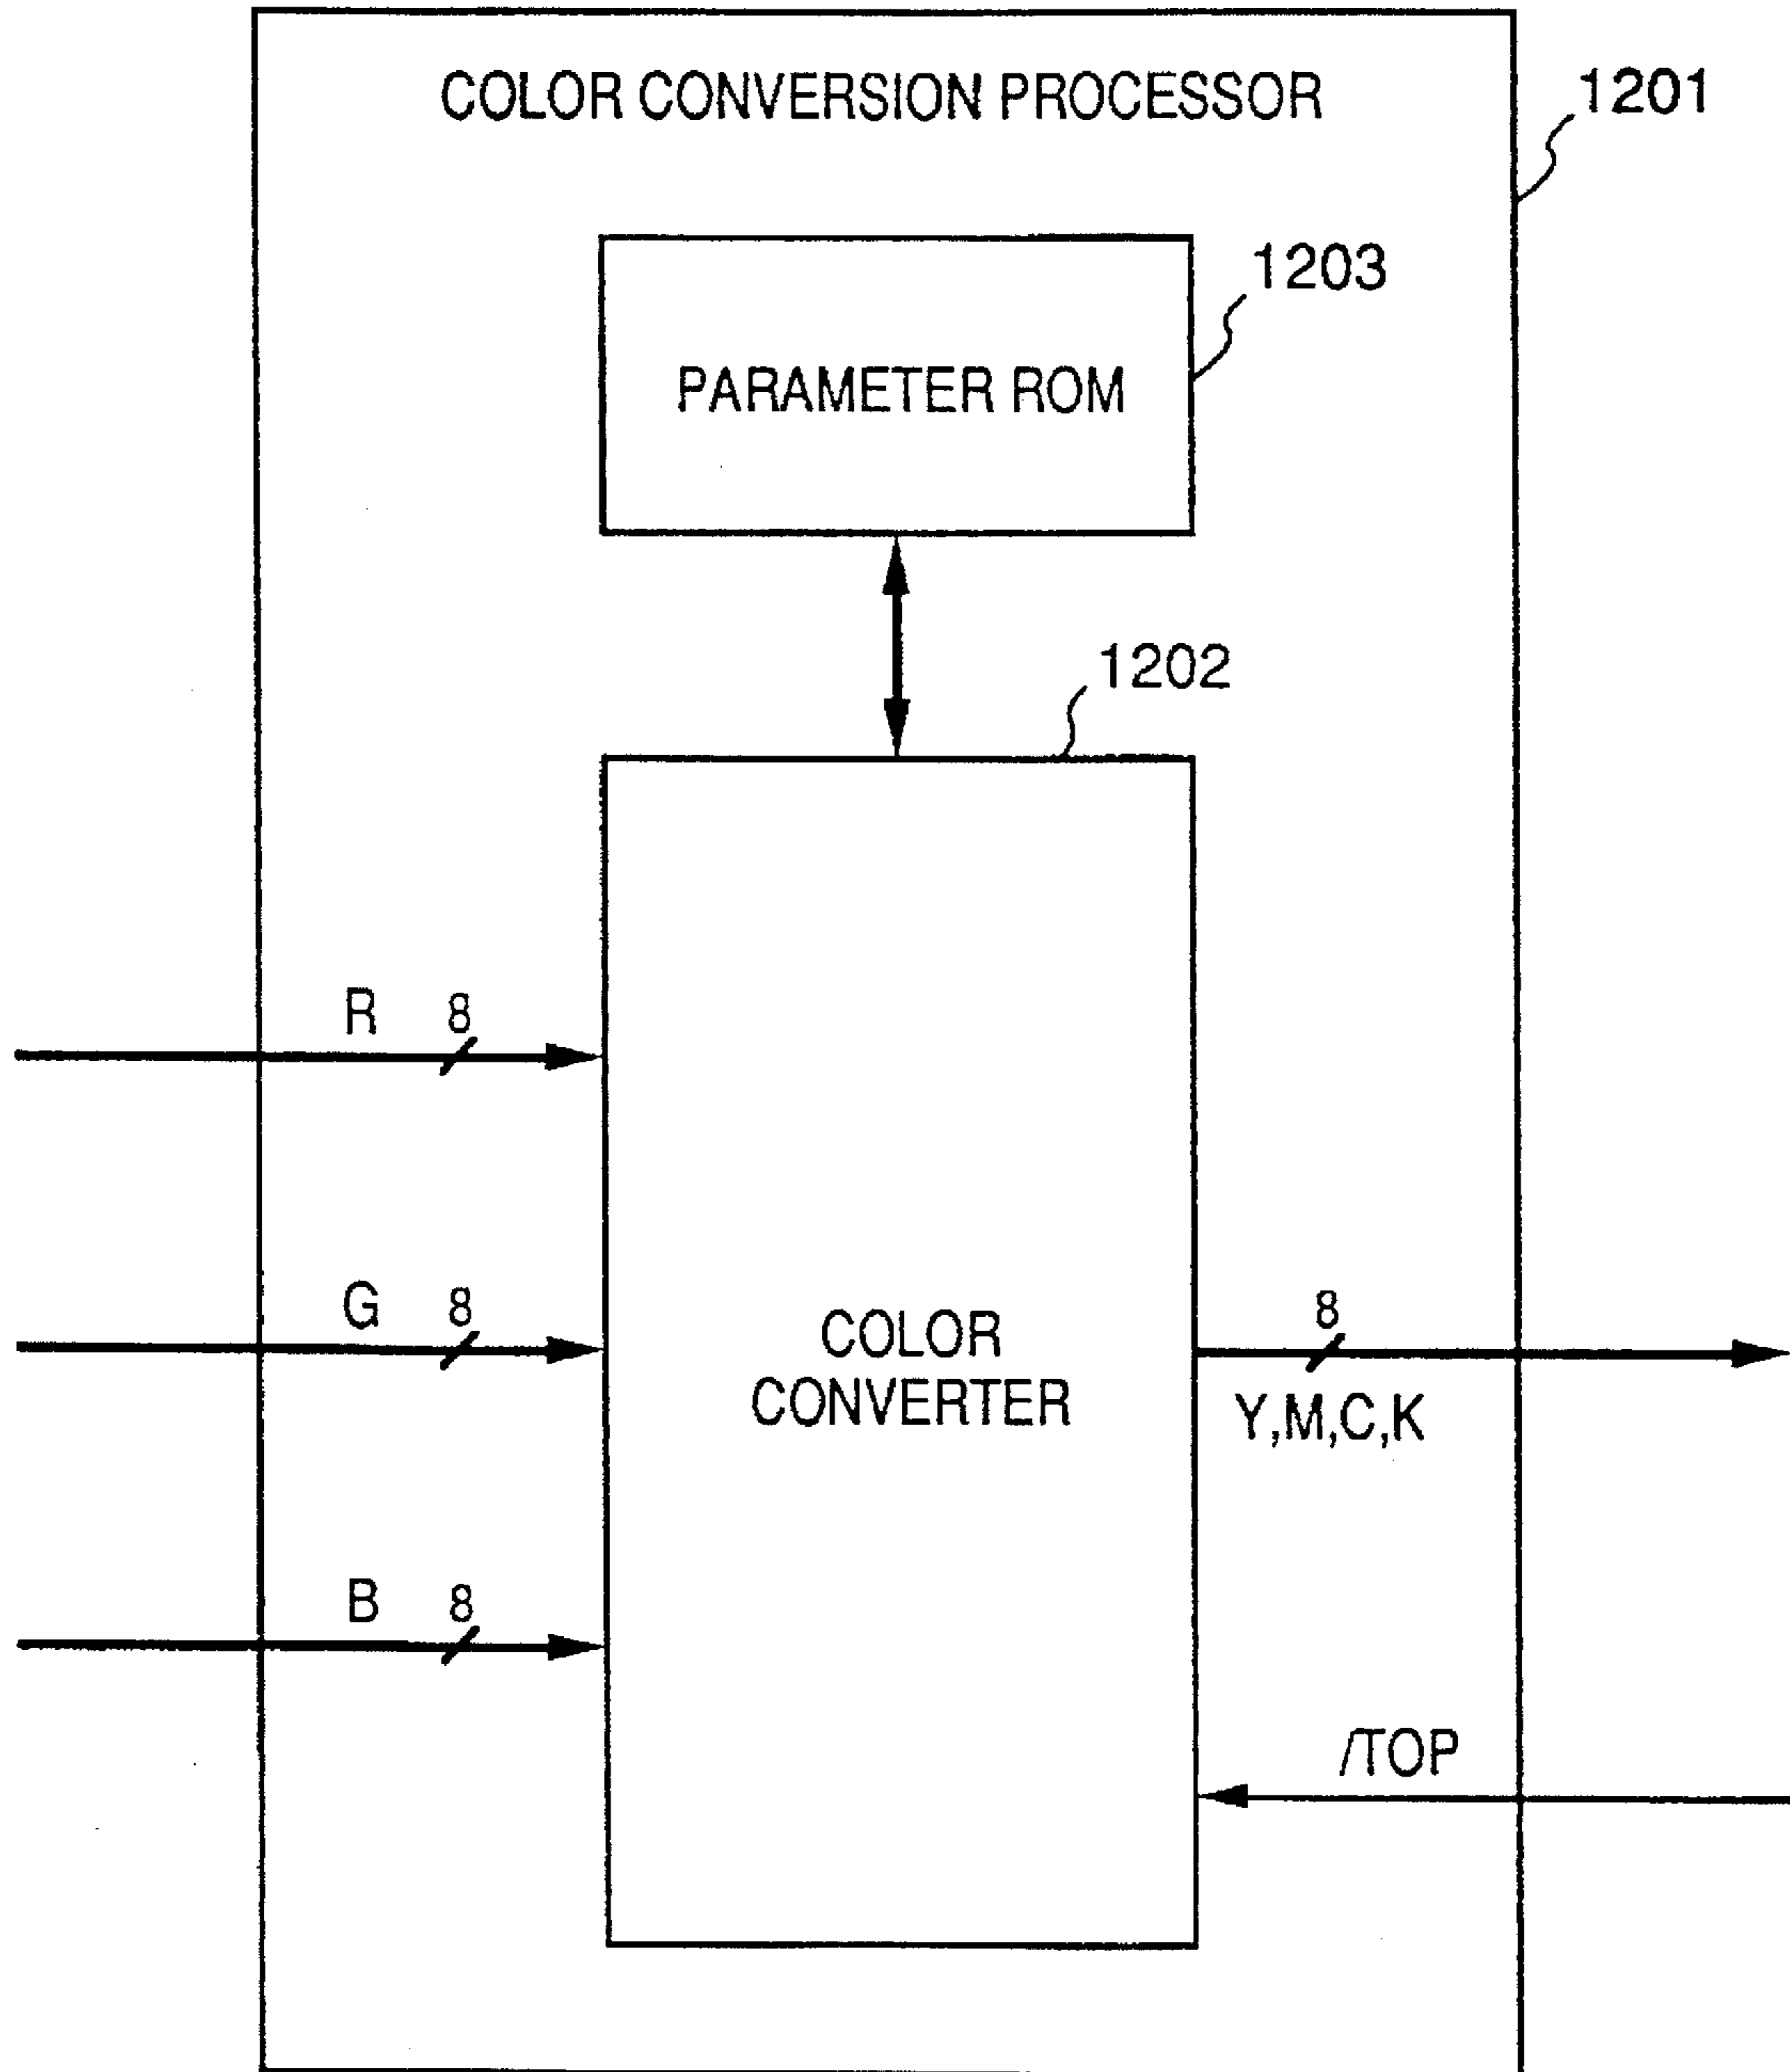 COLOR CONVERSION PROCESSOR
1201
1203
PARAMETER ROM
1202
R 8
G 8
COLOR
CONVERTER
8
Y,M,C,K
B 8
/TOP